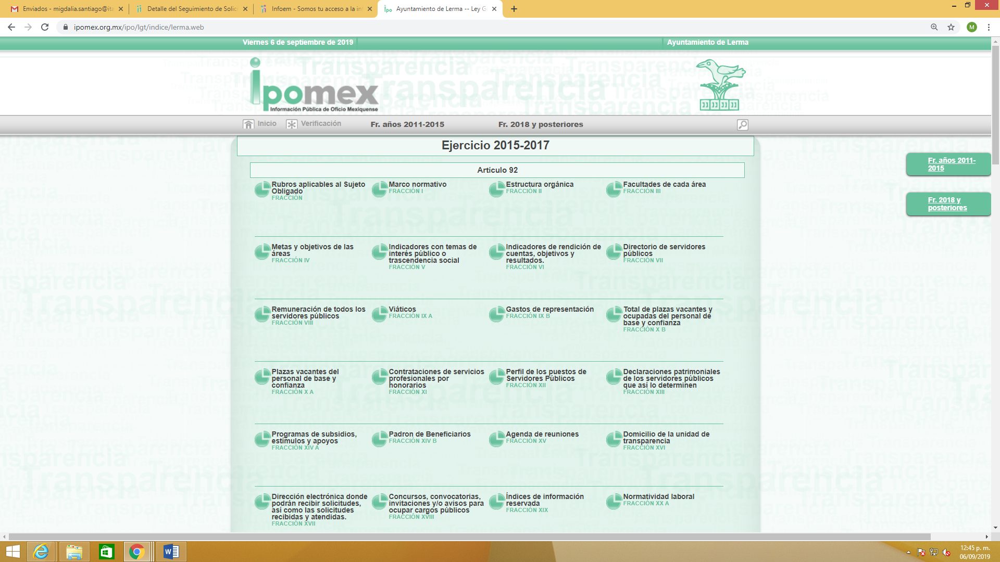 Enviados - migdalia.santiago@ita
Detalle del Seguimiento de Solici
Infoem - Somos tu acceso a la in
Ayuntamiento de Lerma -- Ley G
ipomex.org.mx/ipo/lgt/indice/lerma.web
M
Viernes 6 de septiembre de 2019
Ayuntamiento de Lerma
ipomex
Información Pública de Oficio Mexiquense
Inicio
Verificación
Fr. años 2011-2015
Fr. 2018 y posteriores
Ejercicio 2015-2017
Fr. años 2011-
2015
Fr. 2018 y
posteriores
Artículo 92
Rubros aplicables al Sujeto
Obligado
FRACCIÓN
Marco normativo
FRACCIÓN I
Estructura orgánica
FRACCIÓN II
Facultades de cada área
FRACCIÓN III
Metas y objetivos de las
áreas
FRACCIÓN IV
Indicadores con temas de
interés público o
trascendencia social
FRACCIÓN V
Indicadores de rendición de
cuentas, objetivos y
resultados.
FRACCIÓN VI
Directorio de servidores
públicos
FRACCIÓN VII
Remuneración de todos los
servidores públicos
FRACCIÓN VIII
Viáticos
FRACCIÓN IX A
Gastos de representación
FRACCIÓN IX B
Total de plazas vacantes y
ocupadas del personal de
base y confianza
FRACCIÓN X B
Plazas vacantes del
personal de base y
confianza
FRACCIÓN X A
Contrataciones de servicios
profesionales por
honorarios
FRACCIÓN XI
Perfil de los puestos de
Servidores Públicos
FRACCIÓN XII
Declaraciones patrimoniales
de los servidores públicos
que así lo determinen
FRACCIÓN XIII
Programas de subsidios,
estímulos y apoyos
FRACCIÓN XIV A
Padron de Beneficiarios
FRACCIÓN XIV B
Agenda de reuniones
FRACCIÓN XV
Domicilio de la unidad de
transparencia
FRACCIÓN XVI
Dirección electrónica donde
podrán recibir solicitudes,
así como las solicitudes
recibidas y atendidas.
FRACCIÓN XVII
Concursos, convocatorias,
invitaciones y/o avisos para
ocupar cargos públicos
FRACCIÓN XVIII
Índices de información
reservada
FRACCIÓN XIX
Normatividad laboral
FRACCIÓN XX A
12:45 p. m.
06/09/2019